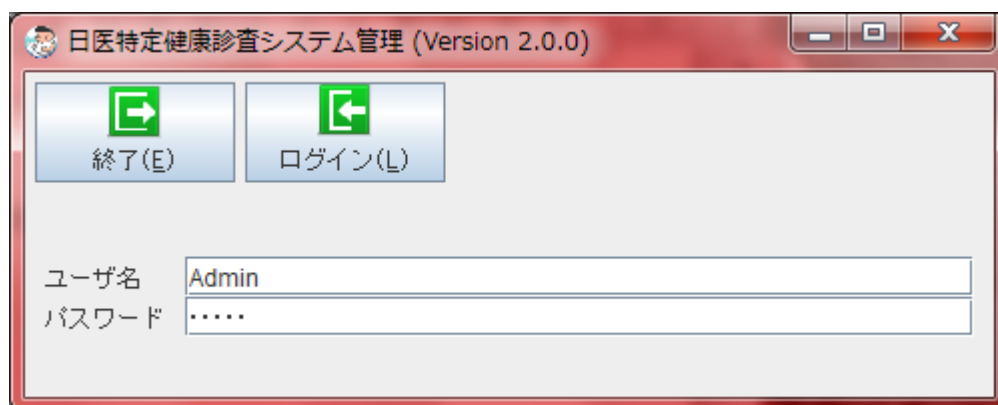 日医特定健康診査システム管理 (Version 2.0.0)
終了(E) ログイン(L)
ユーザ名 Admin
パスワード •••••